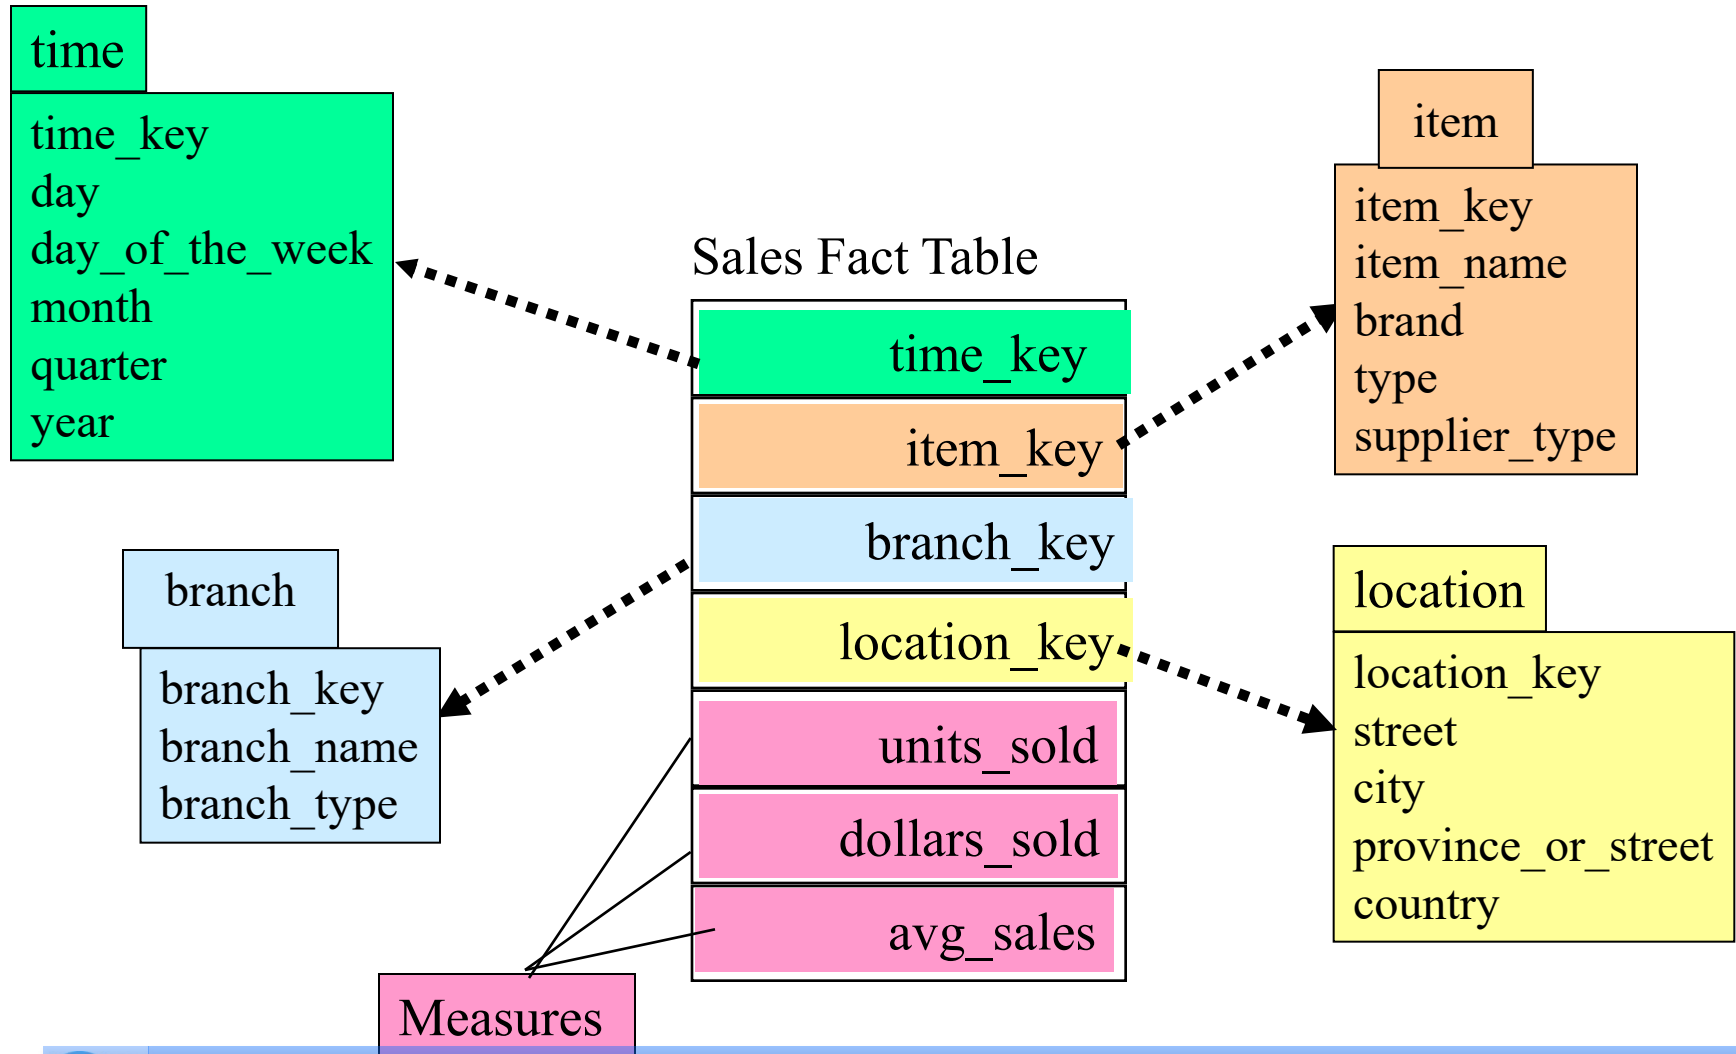 time
time_key
day
day_of_the_week
month
quarter
year
item
item_key
item_name
brand
type
supplier_type
Sales Fact Table
time_key
item_key
branch_key
location_key
units_sold
dollars_sold
avg_sales
branch
branch_key
branch_name
branch_type
location
location_key
street
city
province_or_street
country
Measures